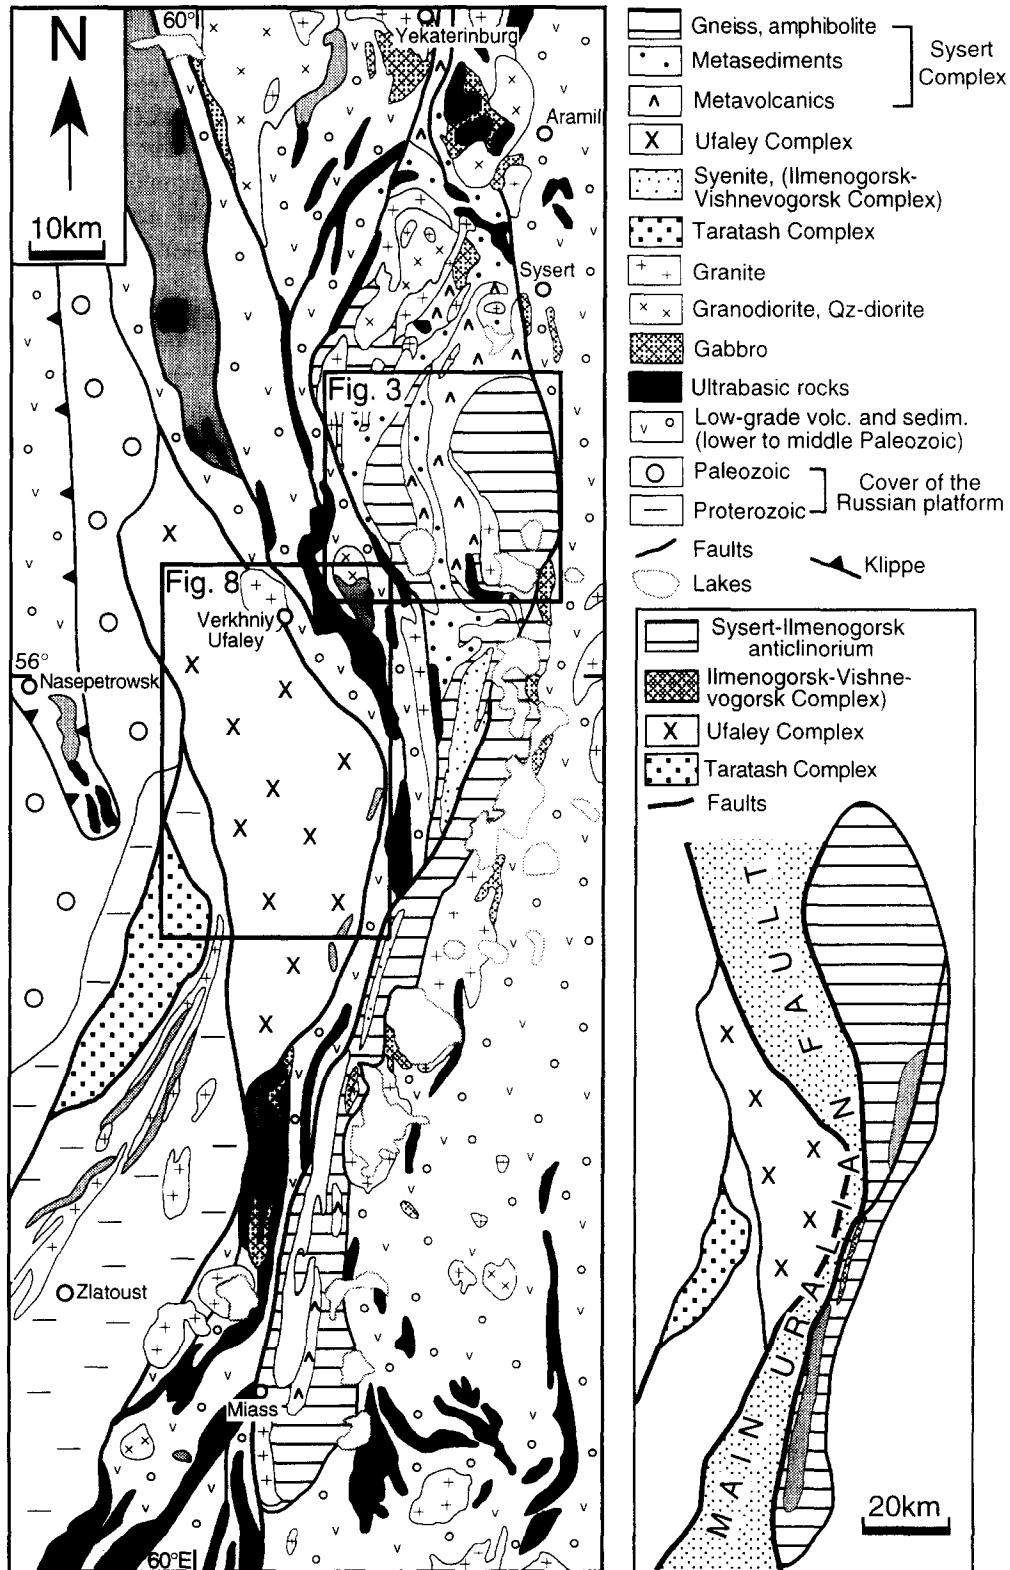 N
10km
60°
Yekaterinburg
Aramil
Sysert
Fig. 3
Fig. 8
Verkhniy
Ufaley
56°
Nasepetrowsk
Zlatoust
Miass
60°E
Gneiss, amphibolite
Metasediments
Metavolcanics
Sysert
Complex
X Ufaley Complex
Syenite, (Ilmenogorsk-
Vishnevogorsk Complex)
Taratash Complex
Granite
Granodiorite, Qz-diorite
Gabbro
Ultrabasic rocks
Low-grade volc. and sedim.
(lower to middle Paleozoic)
Paleozoic
Proterozoic
Cover of the
Russian platform
Faults
Klippe
Lakes
Sysert-Ilmenogorsk
anticlinorium
Ilmenogorsk-Vishne-
vogorsk Complex)
X Ufaley Complex
Taratash Complex
Faults
MAIN URALIAN FAULT
20km